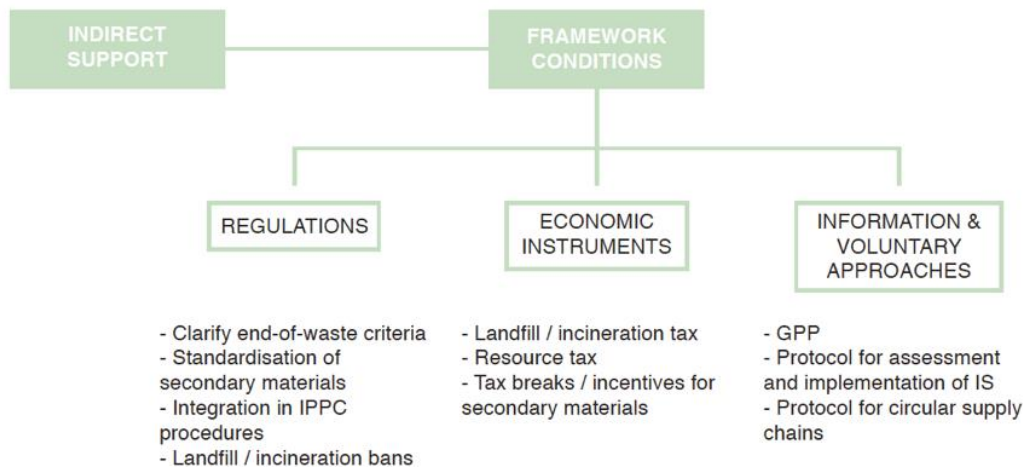 INDIRECT
SUPPORT
FRAMEWORK
CONDITIONS
REGULATIONS
ECONOMIC
INSTRUMENTS
INFORMATION &
VOLUNTARY
APPROACHES
- Clarify end-of-waste criteria
- Standardisation of
secondary materials
- Integration in IPPC
procedures
- Landfill / incineration bans
- Landfill / incineration tax
- Resource tax
- Tax breaks / incentives for
secondary materials
- GPP
- Protocol for assessment
and implementation of IS
- Protocol for circular supply
chains